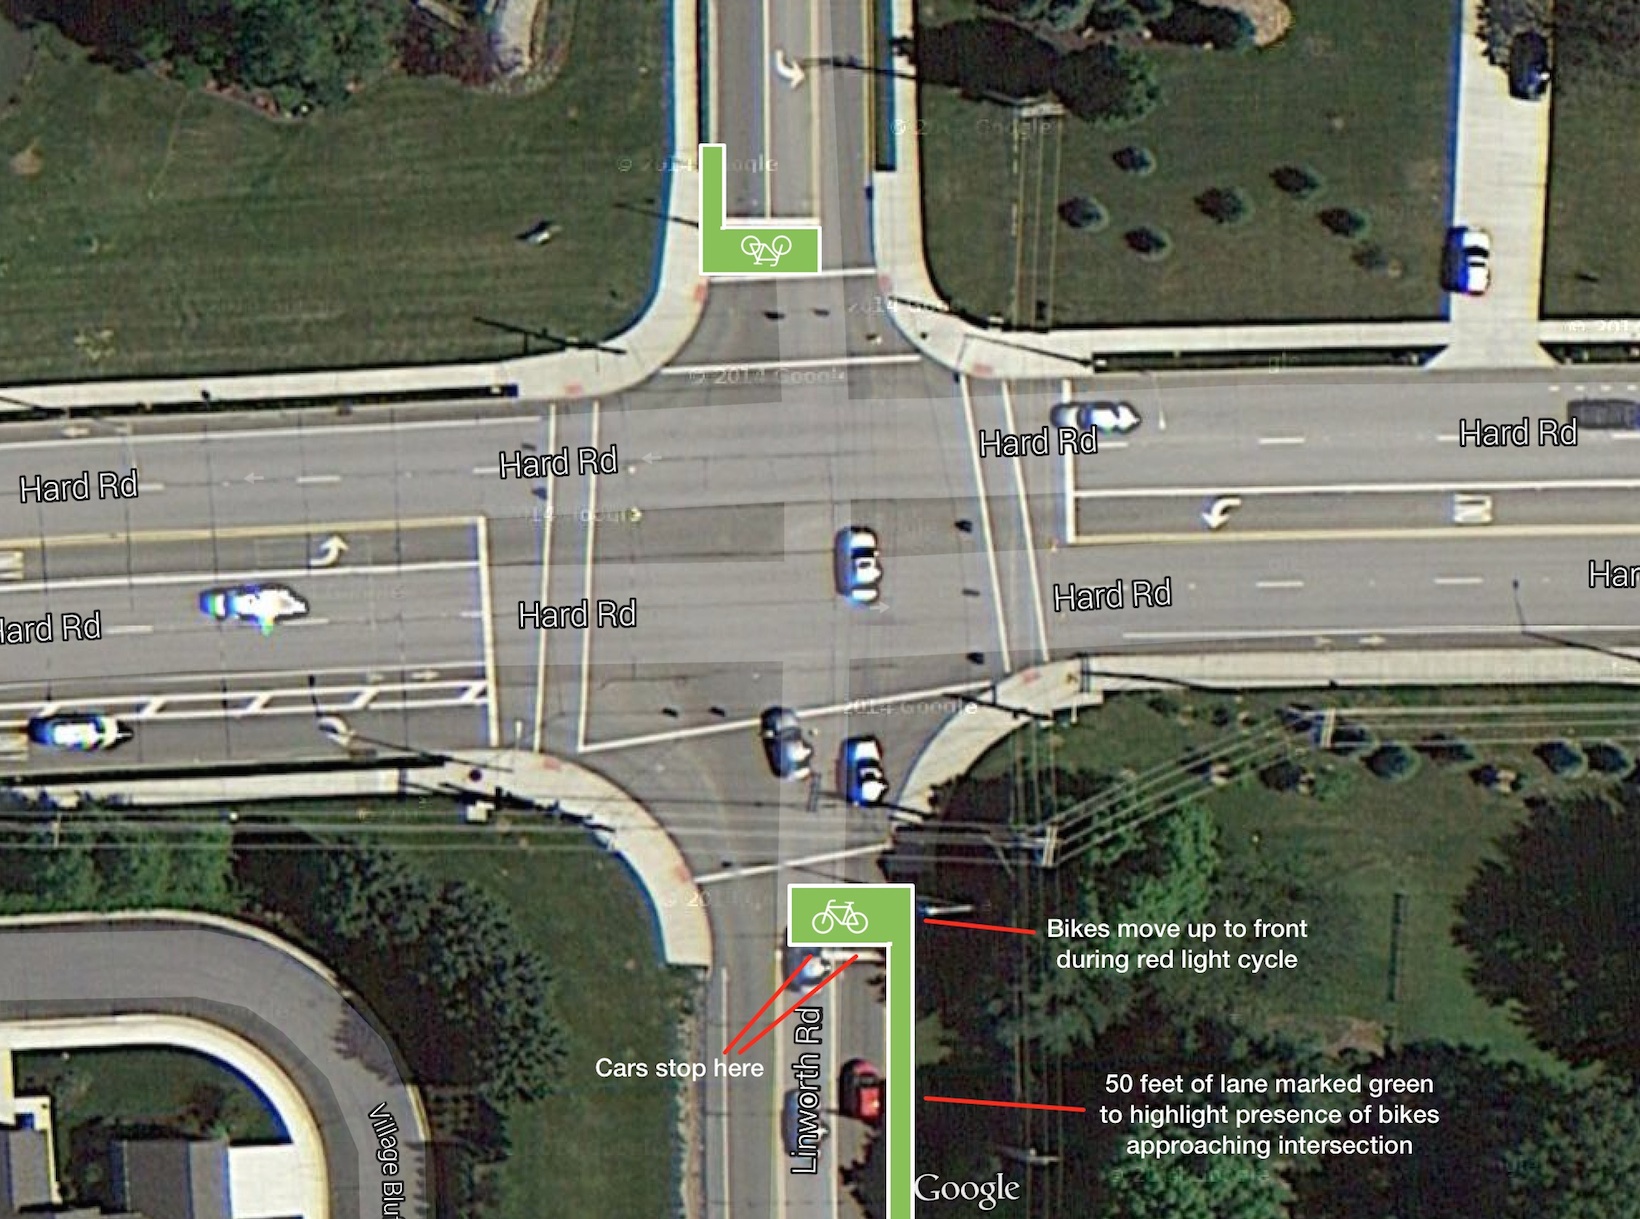 © 2014 Google
Hard Rd
Hard Rd
Hard Rd
Hard Rd
Hard Rd
Hard Rd
Hard Rd
Har
Bikes move up to front
during red light cycle
Cars stop here
Linworth Rd
50 feet of lane marked green
to highlight presence of bikes
approaching intersection
Village Blu
Google